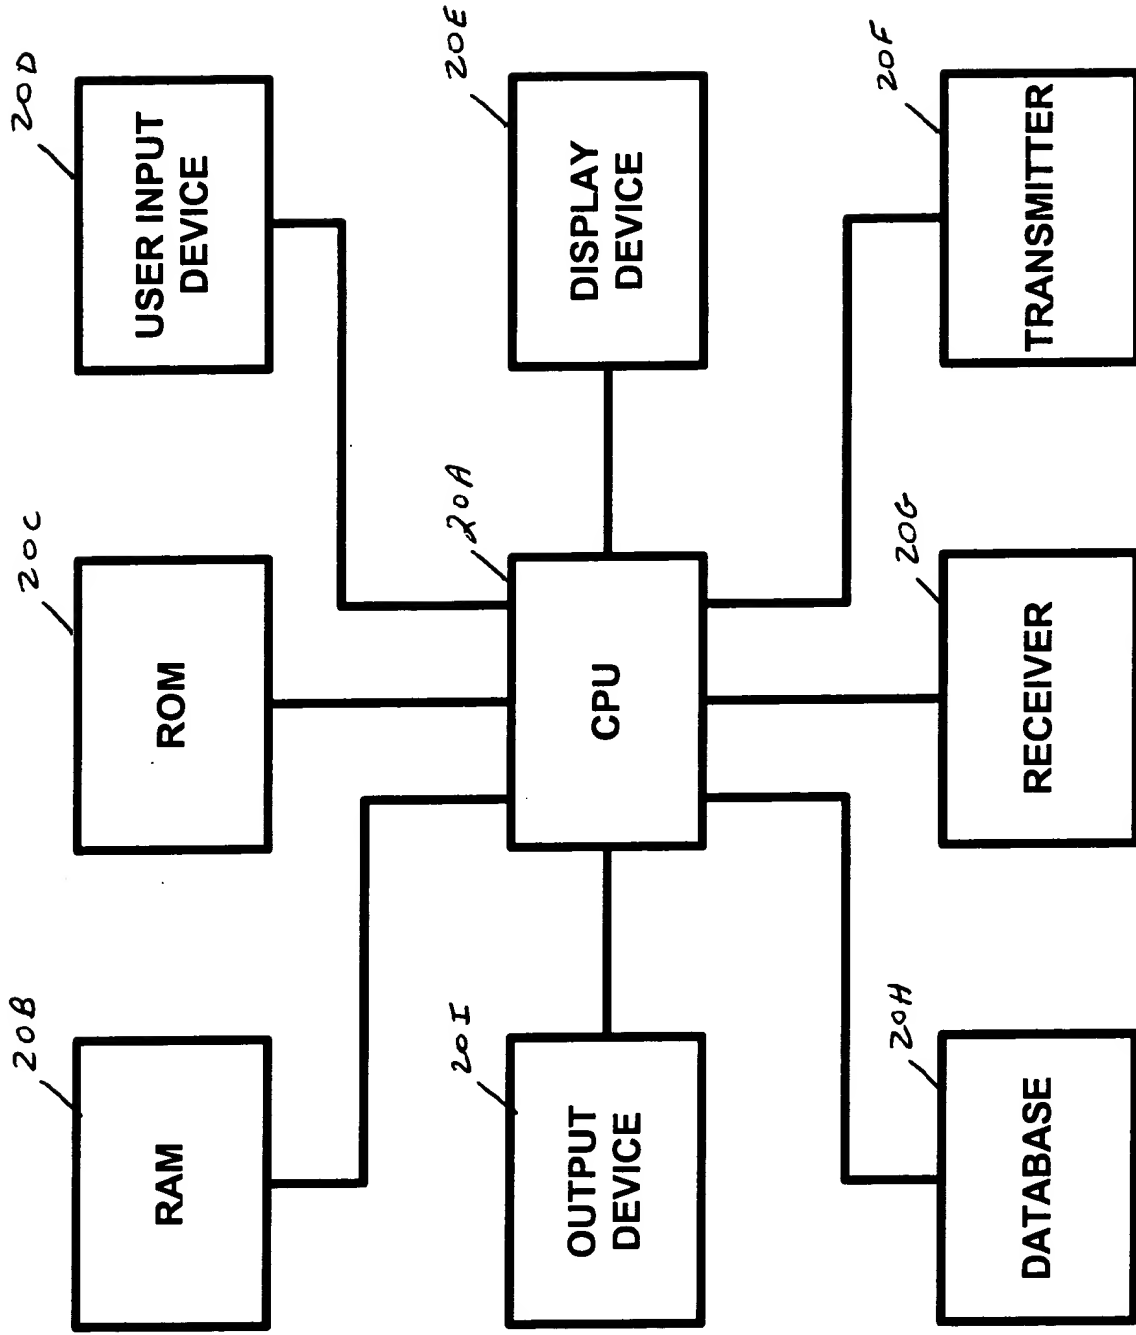 20B
20C
20D
RAM
ROM
USER INPUT
DEVICE
20I
20A
20E
OUTPUT
DEVICE
CPU
DISPLAY
DEVICE
20H
20G
20F
DATABASE
RECEIVER
TRANSMITTER